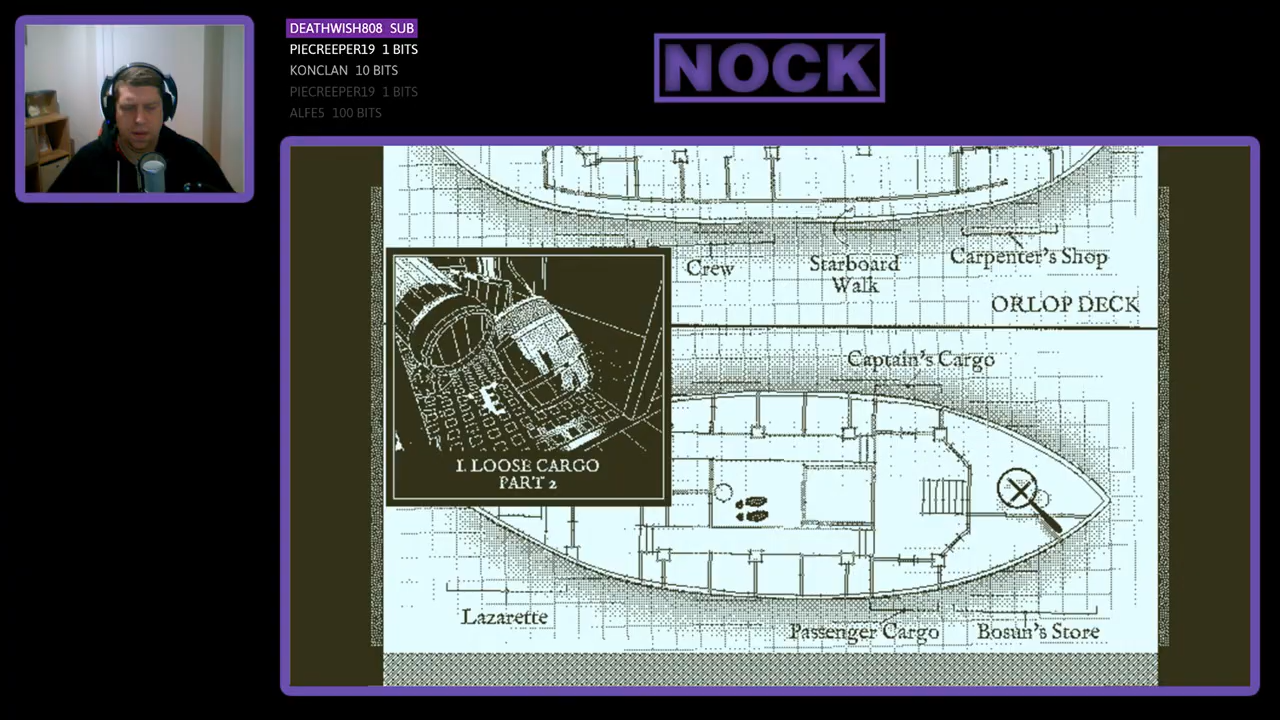 DEATHWISH808 SUB
PIECREEPER19 1 BITS
KONCLAN 10 BITS
PIECREEPER19 1 BITS
ALFE5 100 BITS
NOCK
Crew
Starboard
Walk
Carpenter's Shop
ORLOP DECK
Captain's Cargo
I. LOOSE CARGO
PART 2
Lazarette
Passenger Cargo
Bosun's Store